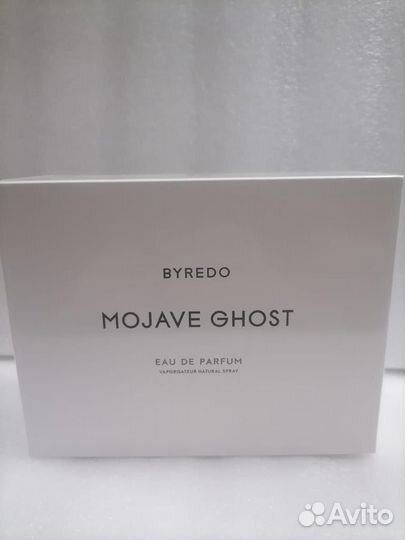 BYREDO
MOJAVE GHOST
EAU DE PARFUM
VAPORISATEUR NATURAL SPRAY
Avito